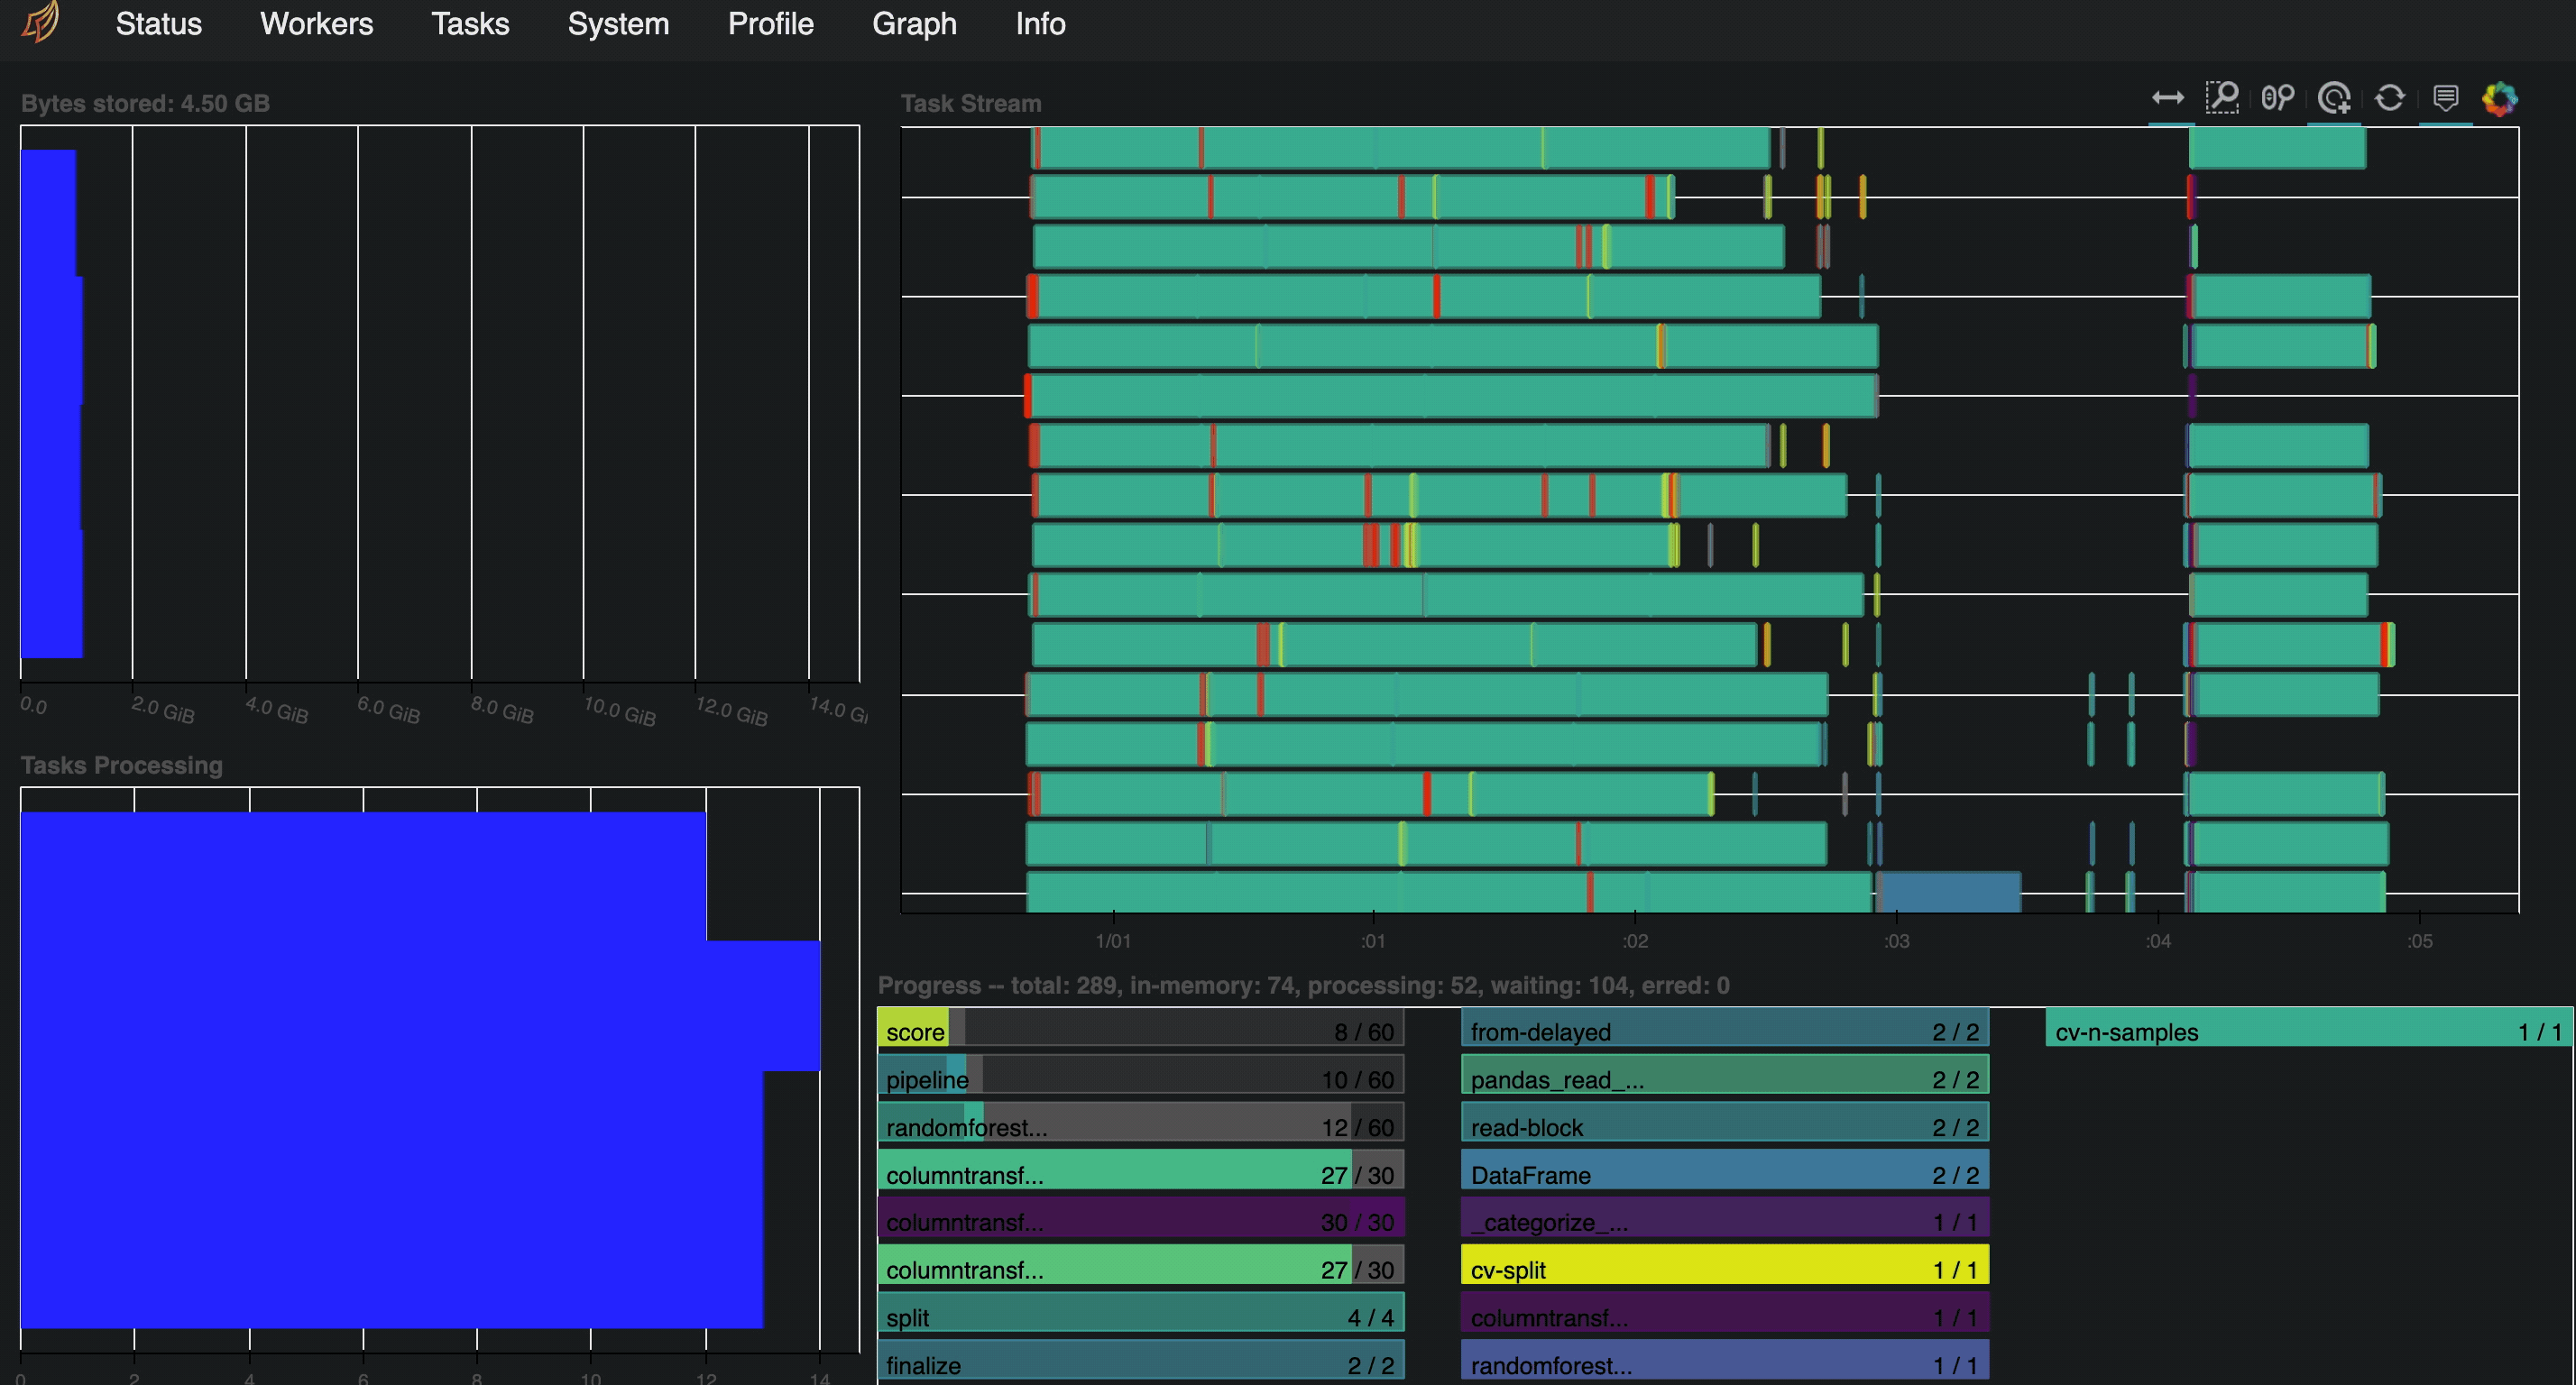 Status Workers Tasks System Profile Graph Info
Bytes stored: 4.50 GB
0.0 2.0 GiB 4.0 GiB 6.0 GiB 8.0 GiB 10.0 GiB 12.0 GiB 14.0 Gi
Tasks Processing
0 2 4 6 8 10 12 14
Task Stream
1/01 :01 :02 :03 :04 :05
Progress -- total: 289, in-memory: 74, processing: 52, waiting: 104, erred: 0
score 8 / 60
pipeline 10 / 60
randomforest... 12 / 60
columntransf... 27 / 30
columntransf... 30 / 30
columntransf... 27 / 30
split 4 / 4
finalize 2 / 2
from-delayed 2 / 2
pandas_read_... 2 / 2
read-block 2 / 2
DataFrame 2 / 2
_categorize_... 1 / 1
cv-split 1 / 1
columntransf... 1 / 1
randomforest... 1 / 1
cv-n-samples 1 / 1